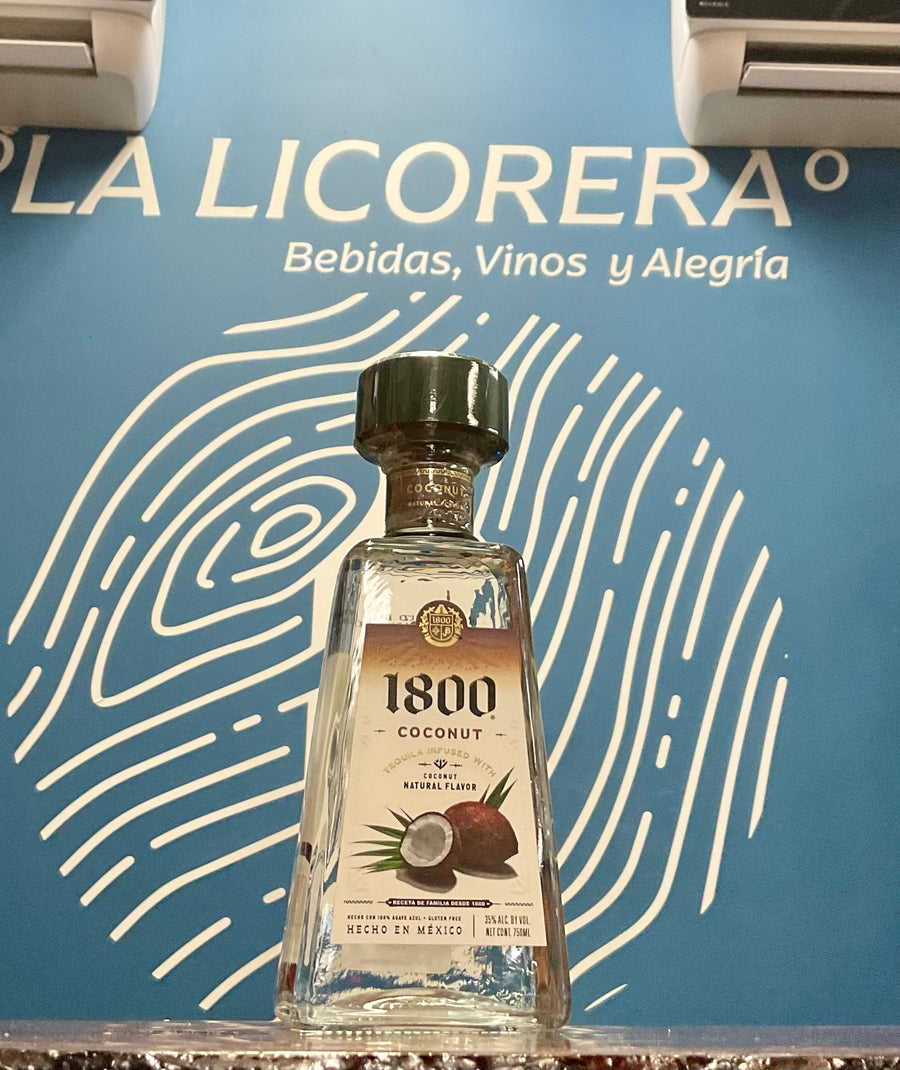 °LA LICORERA°
Bebidas, Vinos y Alegría
COCONUT
1800
1800
COCONUT
TEQUILA INFUSED WITH
COCONUT
NATURAL FLAVOR
RECETA DE FAMILIA DESDE 1800
HECHO CON 100% AGAVE AZUL • GLUTEN FREE
HECHO EN MÉXICO
35% ALC. BY VOL.
NET CONT. 750ML